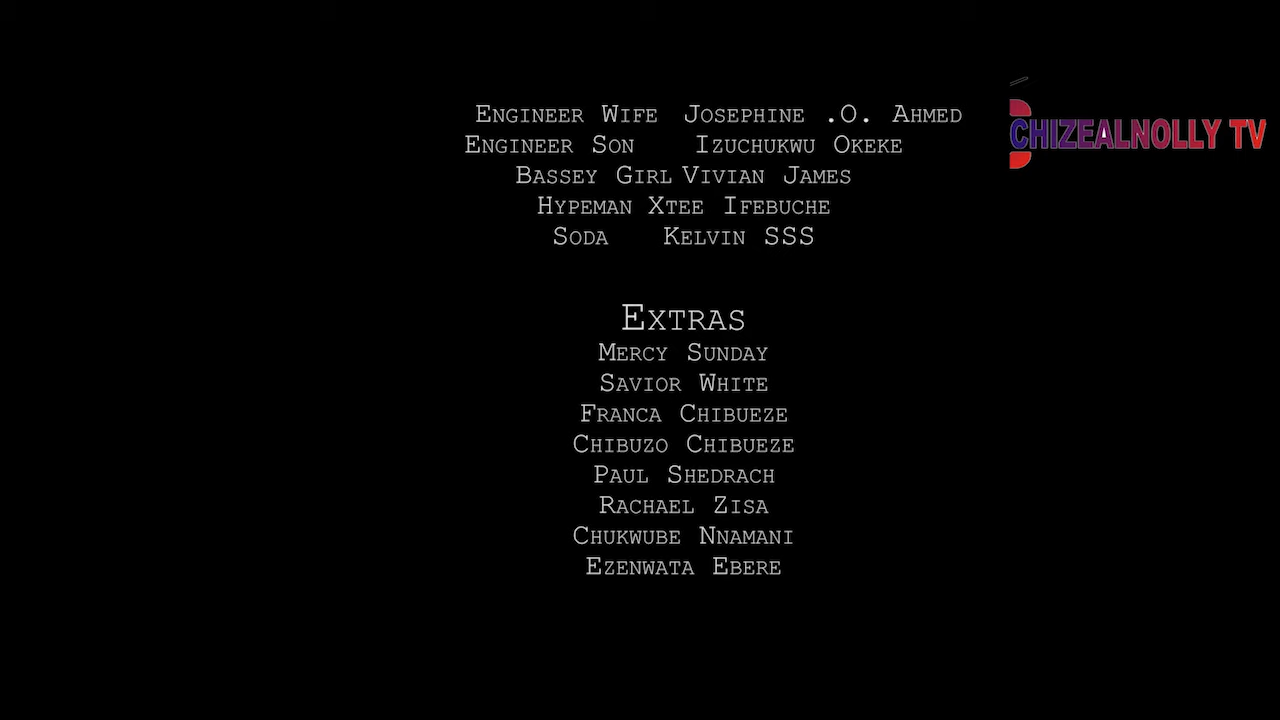 Engineer Wife Josephine .O. Ahmed
Engineer Son Izuchukwu Okeke
Bassey Girl Vivian James
Hypeman Xtee Ifebuche
Soda Kelvin SSS
Extras
Mercy Sunday
Savior White
Franca Chibueze
Chibuzo Chibueze
Paul Shedrach
Rachael Zisa
Chukwube Nnamani
Ezenwata Ebere
CHIZEALNOLLY TV